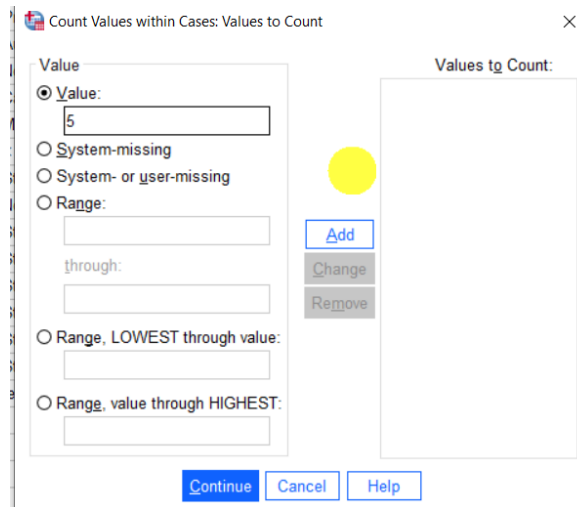 Count Values within Cases: Values to Count
Value
Value:
5
System-missing
System- or user-missing
Range:
through:
Range, LOWEST through value:
Range, value through HIGHEST:
Add
Change
Remove
Values to Count:
Continue Cancel Help